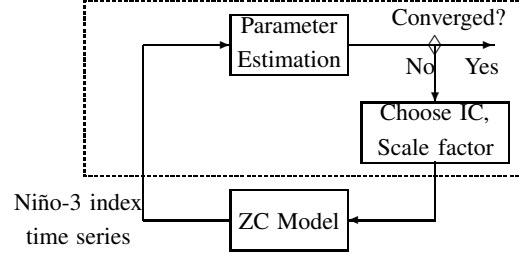 Parameter
Estimation
Converged?
No
Yes
Choose IC,
Scale factor
Niño-3 index
time series
ZC Model